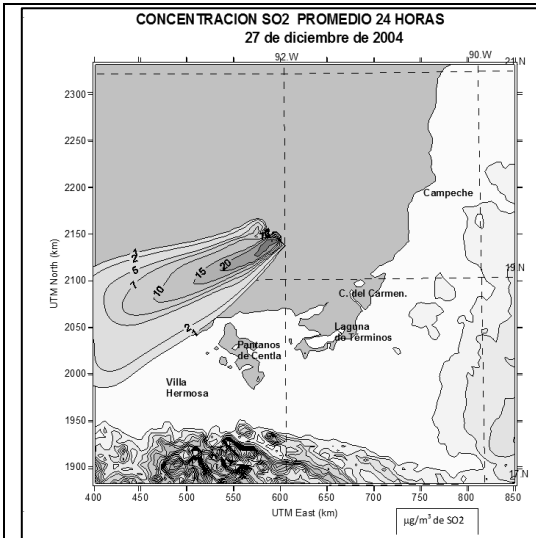 CONCENTRACION SO2 PROMEDIO 24 HORAS
27 de diciembre de 2004
92.W
90.W
21 N
2300
2250
2200
2150
2100
2050
2000
1950
1900
UTM North (km)
Campeche
19 N
C. del Carmen.
Laguna
de Terminos
Pantanos
de Centla
Villa
Hermosa
1
2
5
7
10
15
20
2
1
17 N
400
450
500
550
600
650
700
750
800
850
UTM East (km)
µg/m³ de SO2